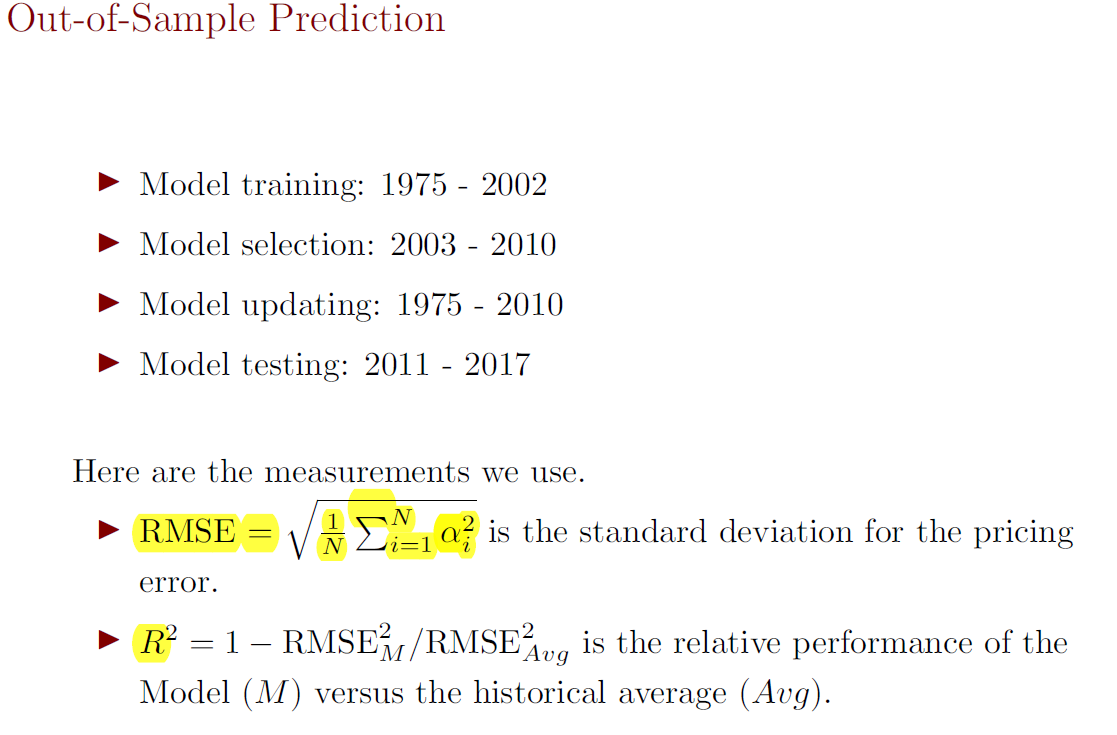 Out-of-Sample Prediction
▶ Model training: 1975 - 2002
▶ Model selection: 2003 - 2010
▶ Model updating: 1975 - 2010
▶ Model testing: 2011 - 2017
Here are the measurements we use.
▶ RMSE = $\sqrt{\frac{1}{N}\sum_{i=1}^{N}\alpha_i^2}$ is the standard deviation for the pricing
error.
▶ $R^2 = 1 - \mathrm{RMSE}_M^2/\mathrm{RMSE}_{Avg}^2$ is the relative performance of the
Model ($M$) versus the historical average ($Avg$).